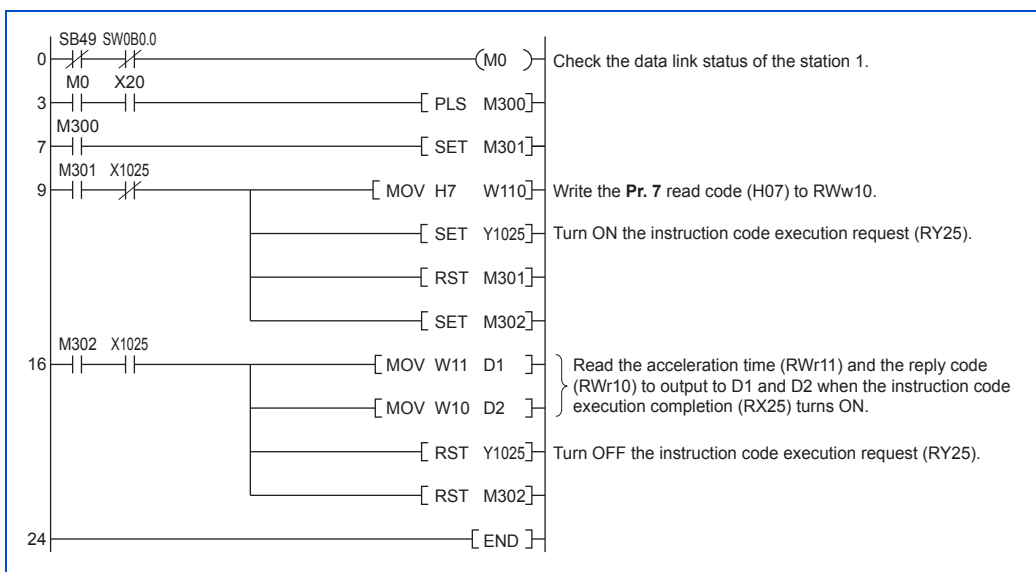 SB49 SW0B0.0
0 (M0 ) Check the data link status of the station 1.
M0 X20
3 [ PLS M300]
M300
7 [ SET M301]
M301 X1025
9 [ MOV H7 W110] Write the Pr. 7 read code (H07) to RWw10.
[ SET Y1025] Turn ON the instruction code execution request (RY25).
[ RST M301]
[ SET M302]
M302 X1025
16 [ MOV W11 D1 ] Read the acceleration time (RWr11) and the reply code
(RWr10) to output to D1 and D2 when the instruction code
[ MOV W10 D2 ] execution completion (RX25) turns ON.
[ RST Y1025] Turn OFF the instruction code execution request (RY25).
[ RST M302]
24 [ END ]